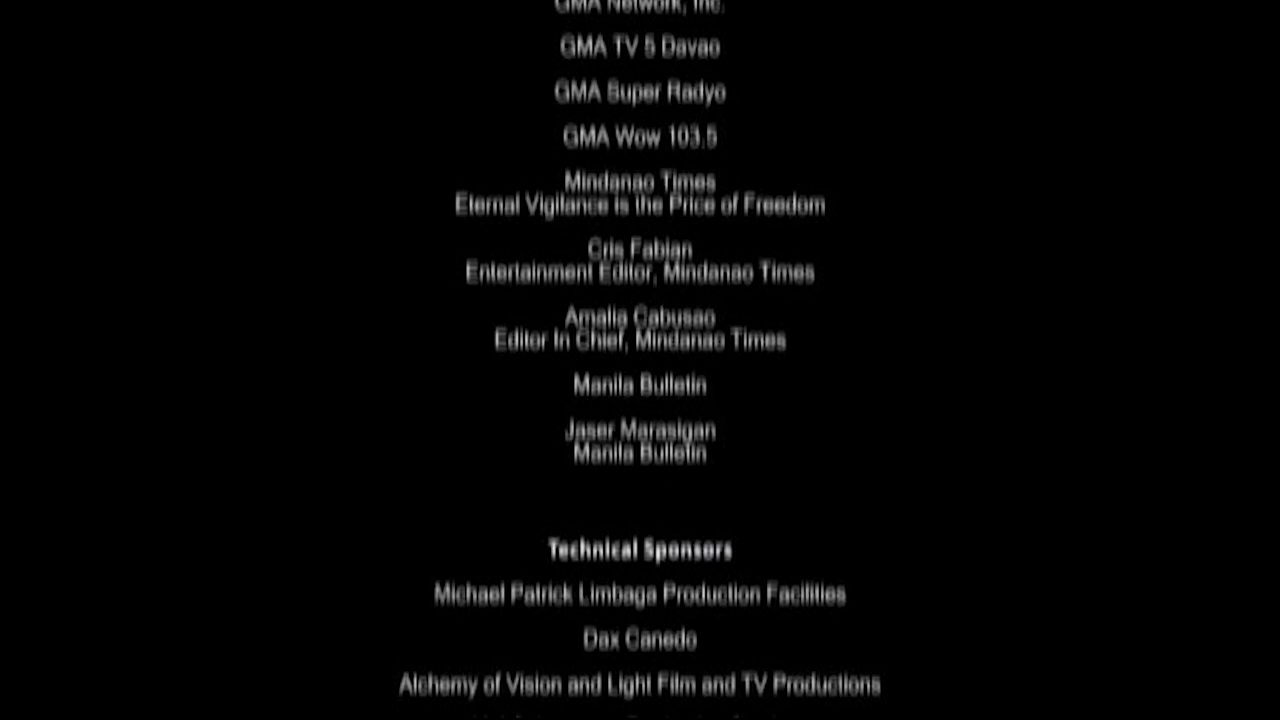 GMA Network, Inc.
GMA TV 5 Davao
GMA Super Radyo
GMA Wow 103.5
Mindanao Times
Eternal Vigilance is the Price of Freedom
Cris Fabian
Entertainment Editor, Mindanao Times
Amalia Cabusao
Editor In Chief, Mindanao Times
Manila Bulletin
Jaser Marasigan
Manila Bulletin
Technical Sponsors
Michael Patrick Limbaga Production Facilities
Dax Canedo
Alchemy of Vision and Light Film and TV Productions